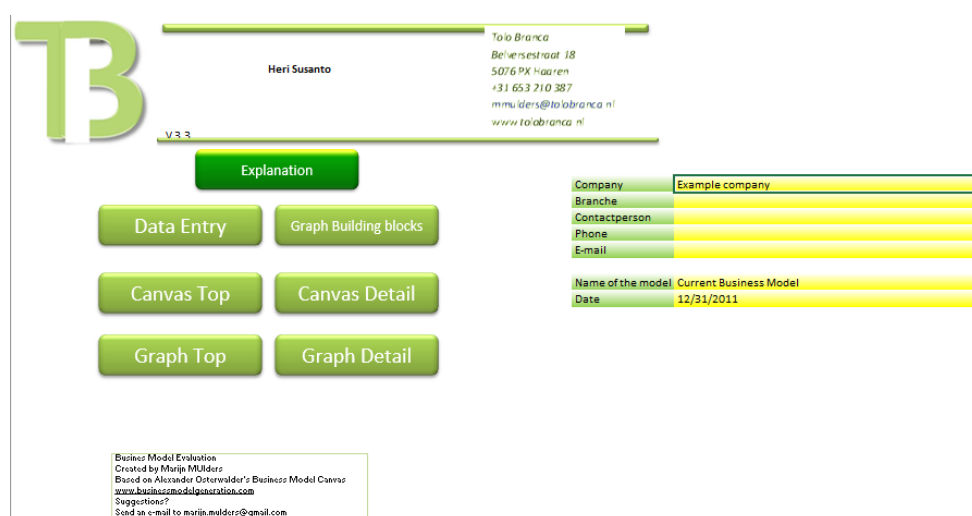 TB
Heri Susanto
V 3.3
Tolo Branca
Belversestraat 18
5076 PX Haaren
+31 653 210 387
mmulders@tolobranca.nl
www.tolobranca.nl
Explanation
Data Entry
Graph Building blocks
Canvas Top
Canvas Detail
Graph Top
Graph Detail
Company Example company
Branche
Contactperson
Phone
E-mail
Name of the model Current Business Model
Date 12/31/2011
Busines Model Evaluation
Created by Marijn MUlders
Based on Alexander Osterwalder's Business Model Canvas
www.businessmodelgeneration.com
Suggestions?
Send an e-mail to marijn.mulders@gmail.com